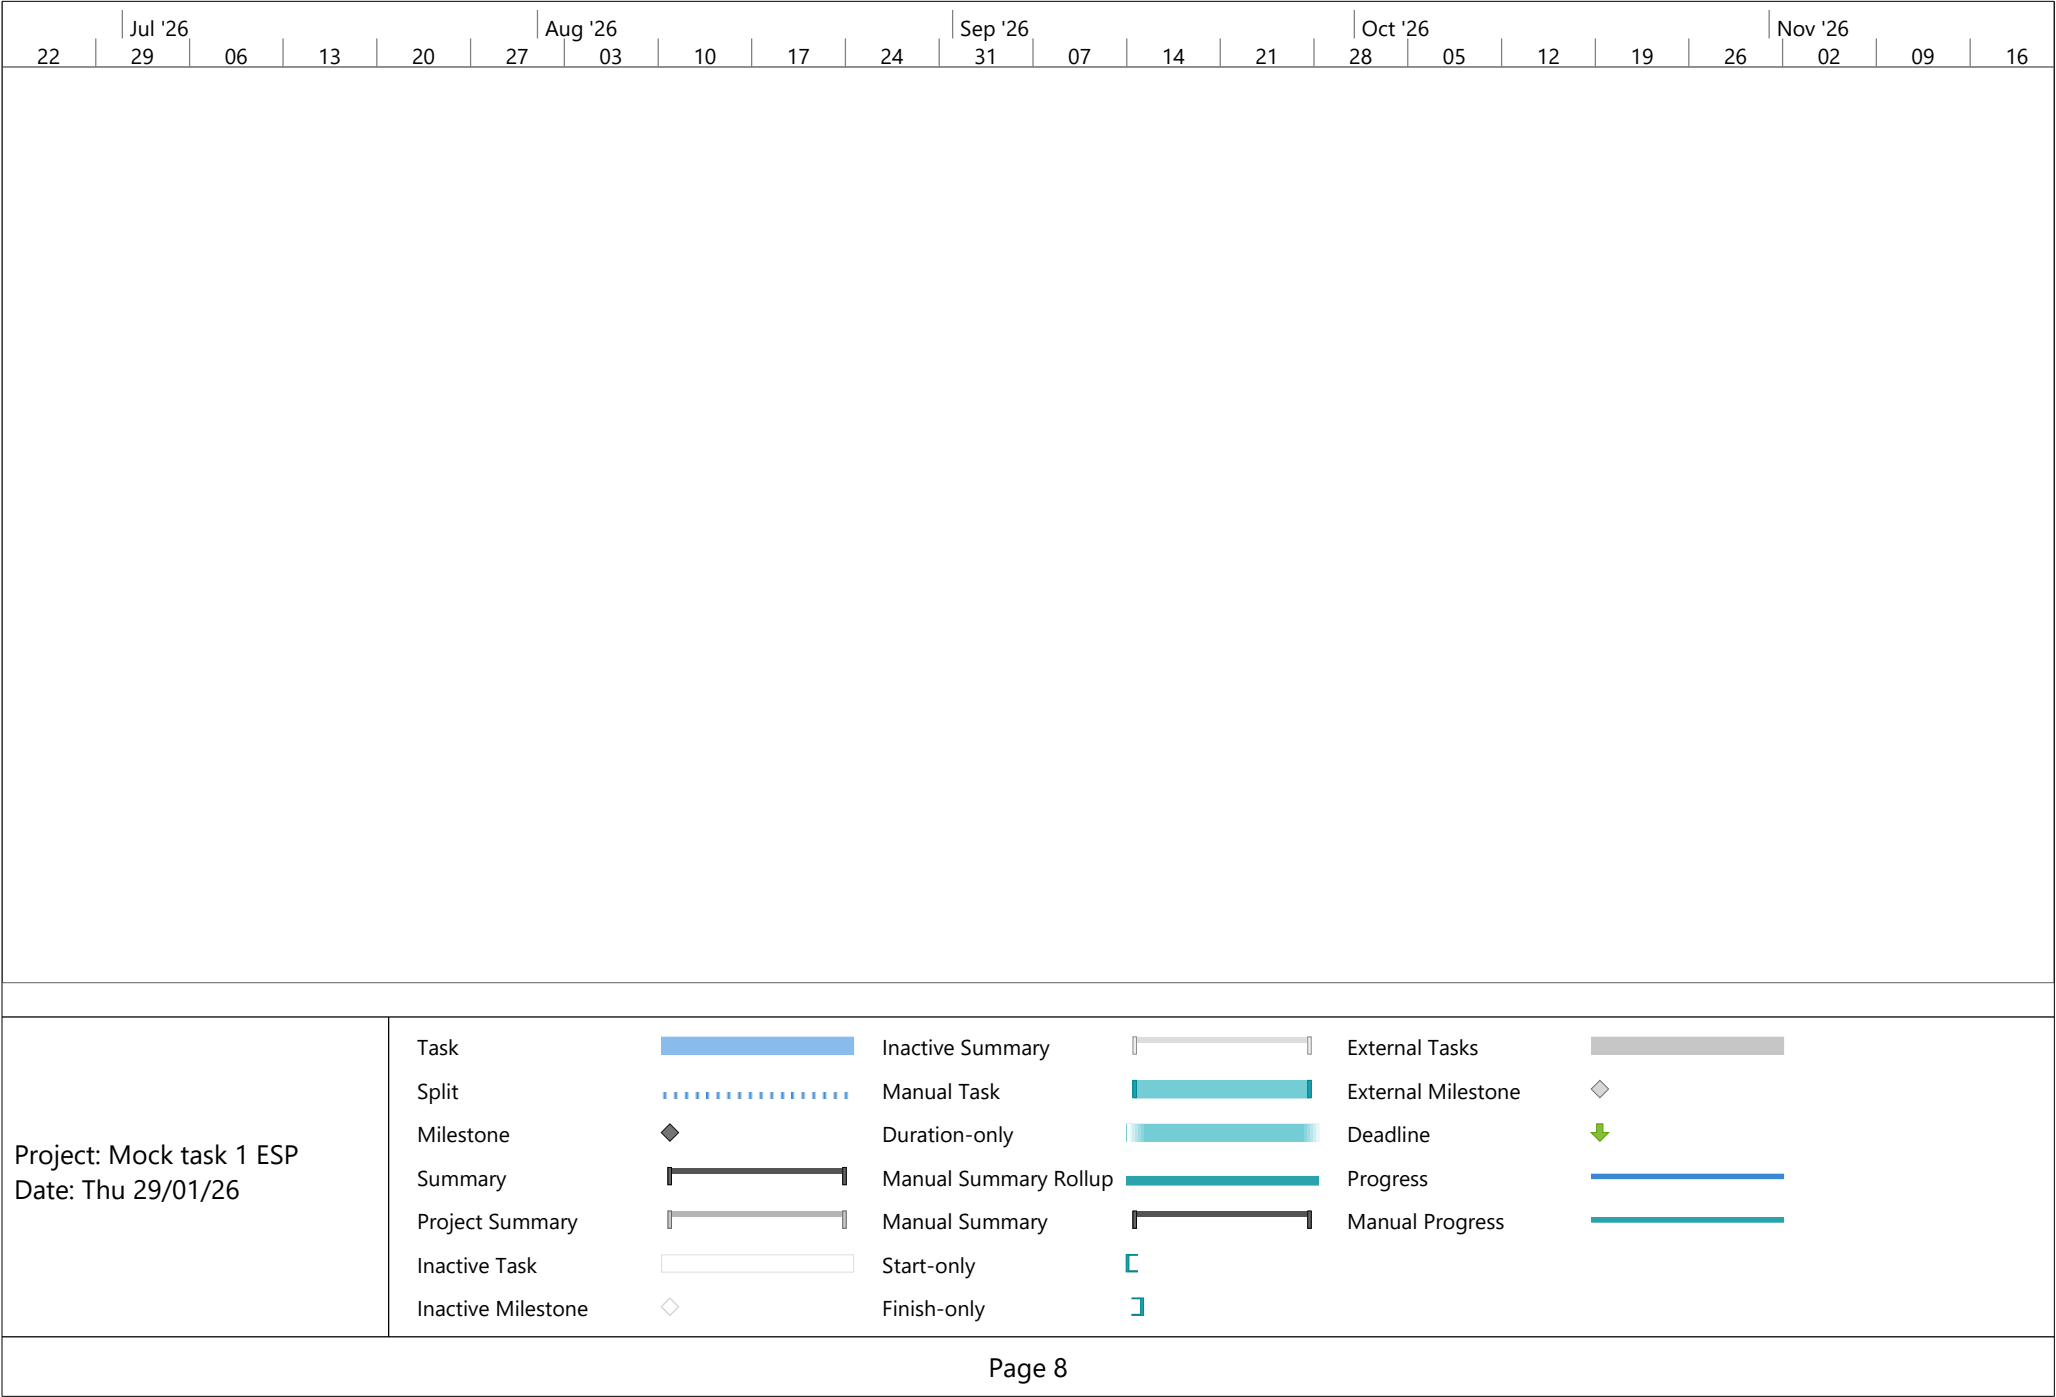 Jul '26 Aug '26 Sep '26 Oct '26 Nov '26
22 29 06 13 20 27 03 10 17 24 31 07 14 21 28 05 12 19 26 02 09 16
Project: Mock task 1 ESP
Date: Thu 29/01/26
Task
Split
Milestone
Summary
Project Summary
Inactive Task
Inactive Milestone
Inactive Summary
Manual Task
Duration-only
Manual Summary Rollup
Manual Summary
Start-only
Finish-only
External Tasks
External Milestone
Deadline
Progress
Manual Progress
Page 8